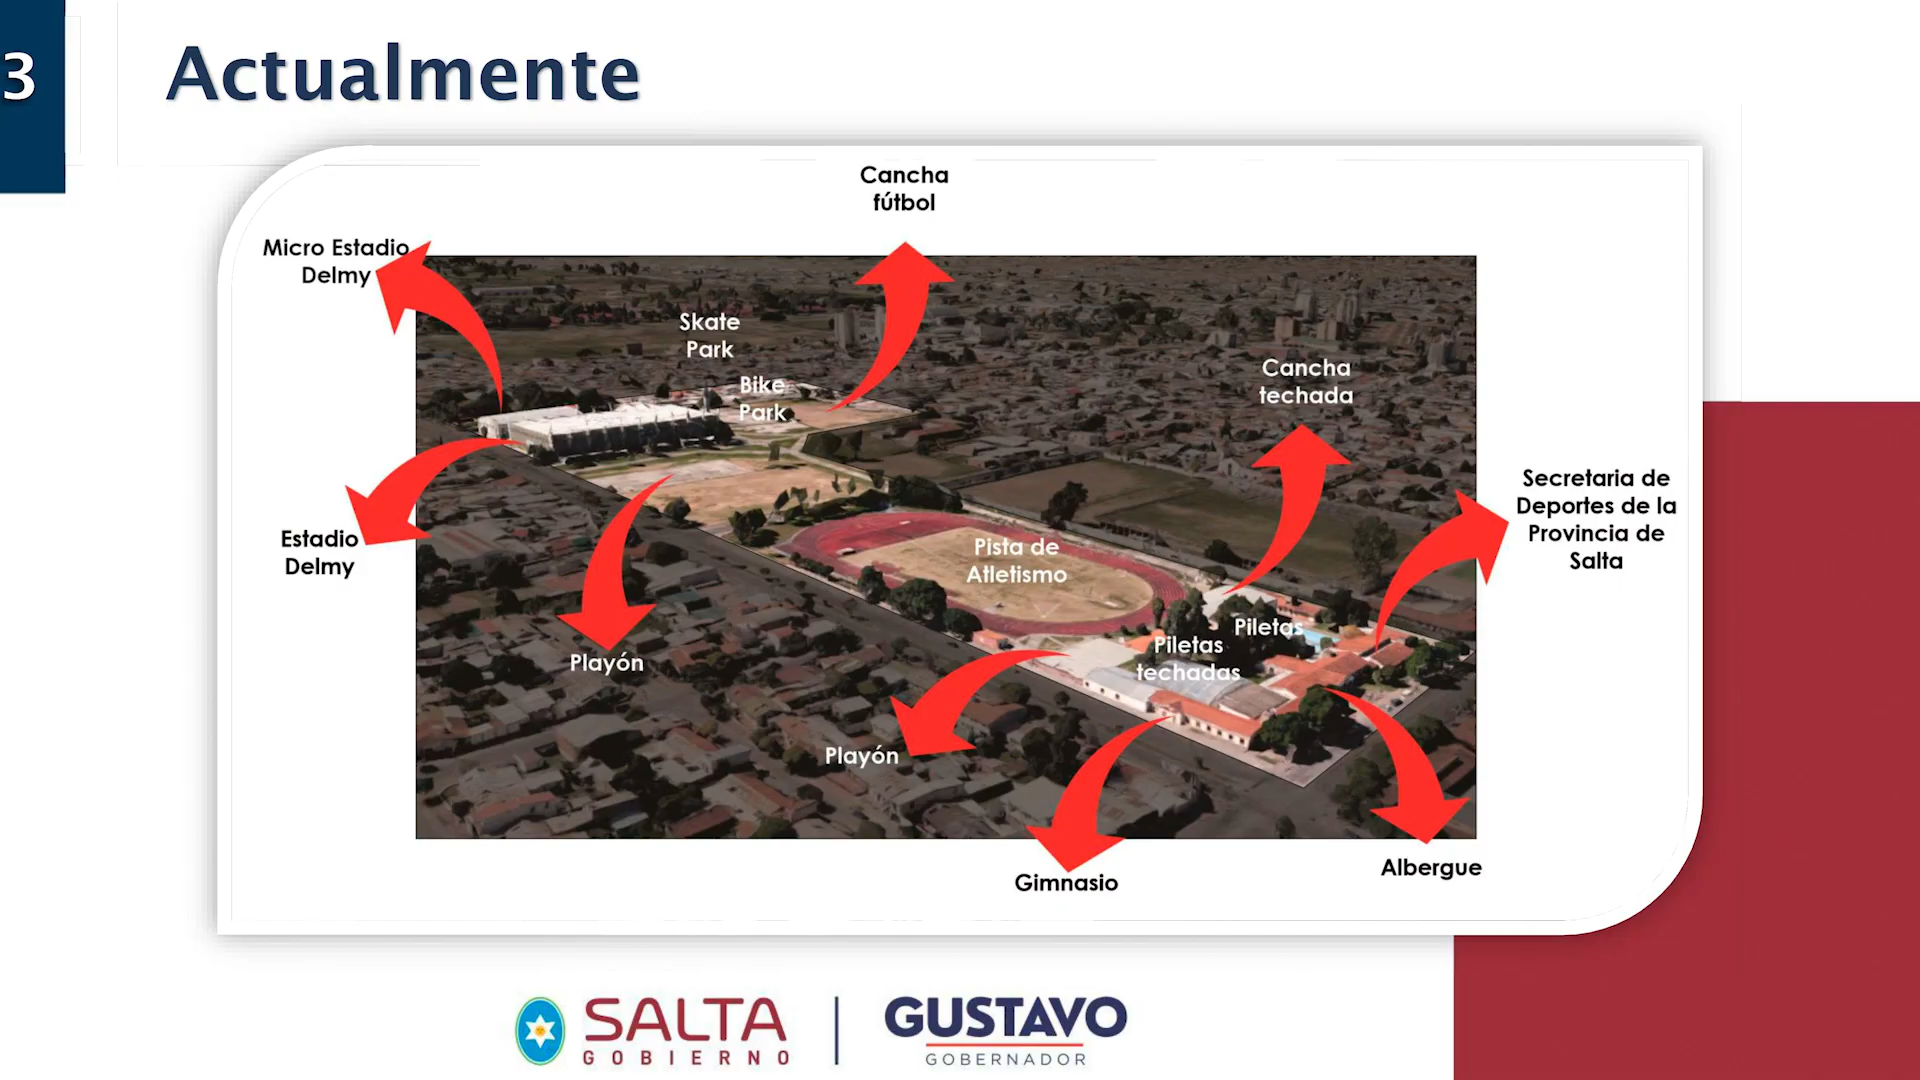 3
Actualmente
Cancha
fútbol
Micro Estadio
Delmy
Skate
Park
Bike
Park
Cancha
techada
Secretaria de
Deportes de la
Provincia de
Salta
Estadio
Delmy
Pista de
Atletismo
Piletas
Piletas
techadas
Playón
Playón
Gimnasio
Albergue
SALTA
GOBIERNO
GUSTAVO
GOBERNADOR